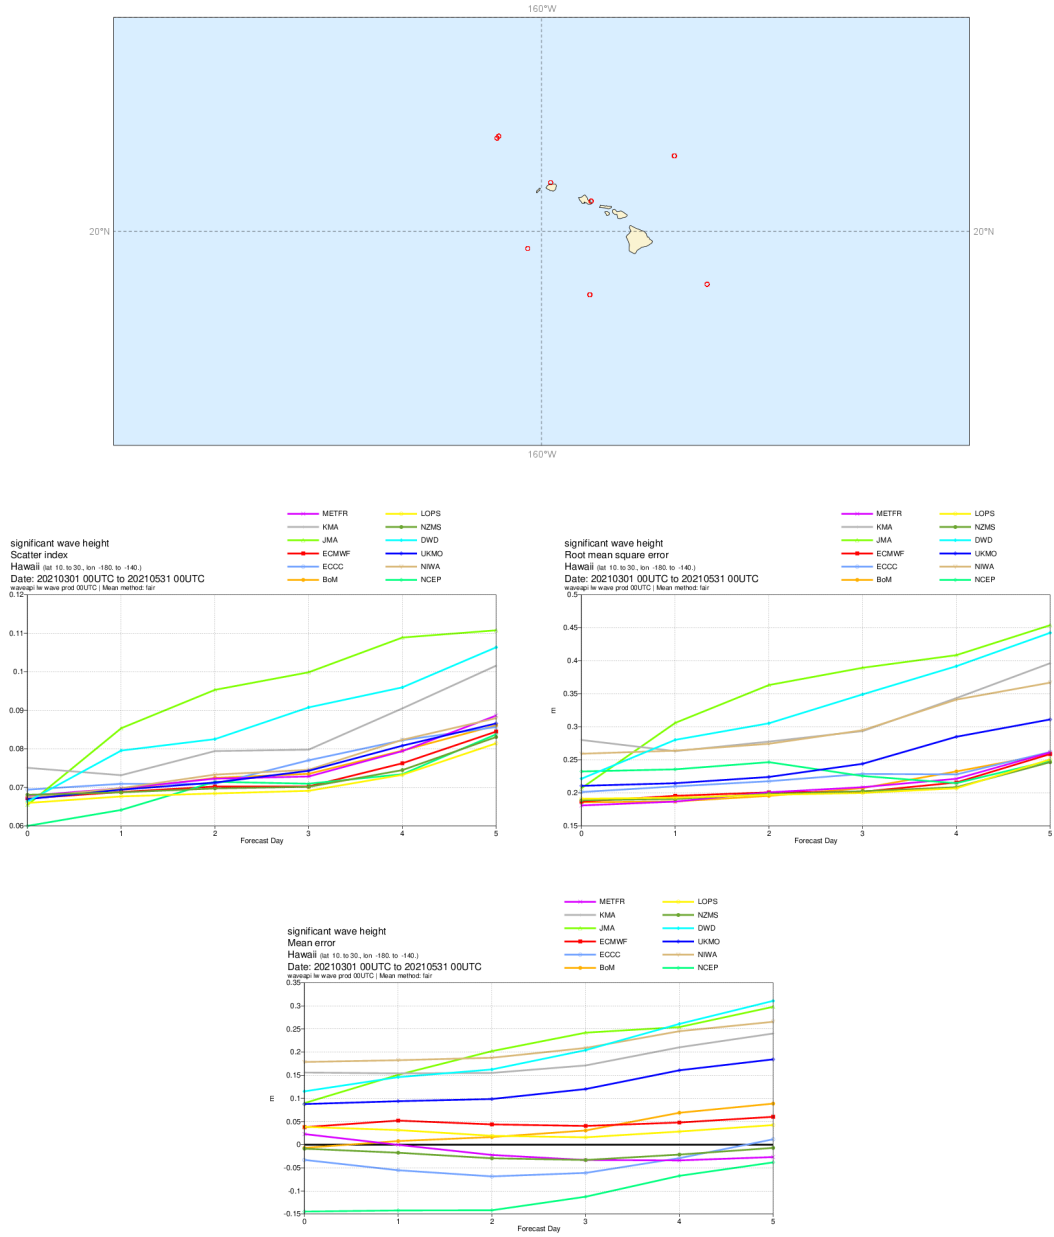 160°W
20°N
20°N
160°W
METFR
LOPS
KMA
NZMS
JMA
DWD
ECMWF
UKMO
ECCC
NIWA
BoM
NCEP
significant wave height
Scatter index
Hawaii (lat 10. to 30., lon -180. to -140.)
Date: 20210301 00UTC to 20210531 00UTC
waveapi lw wave prod 00UTC | Mean method: fair
0.12
0.11
0.1
0.09
0.08
0.07
0.06
0 1 2 3 4 5
Forecast Day
METFR
LOPS
KMA
NZMS
JMA
DWD
ECMWF
UKMO
ECCC
NIWA
BoM
NCEP
significant wave height
Root mean square error
Hawaii (lat 10. to 30., lon -180. to -140.)
Date: 20210301 00UTC to 20210531 00UTC
waveapi lw wave prod 00UTC | Mean method: fair
0.5
0.45
0.4
0.35
m
0.3
0.25
0.2
0.15
0 1 2 3 4 5
Forecast Day
METFR
LOPS
KMA
NZMS
JMA
DWD
ECMWF
UKMO
ECCC
NIWA
BoM
NCEP
significant wave height
Mean error
Hawaii (lat 10. to 30., lon -180. to -140.)
Date: 20210301 00UTC to 20210531 00UTC
waveapi lw wave prod 00UTC | Mean method: fair
0.35
0.3
0.25
0.2
0.15
m
0.1
0.05
0
-0.05
-0.1
-0.15
0 1 2 3 4 5
Forecast Day